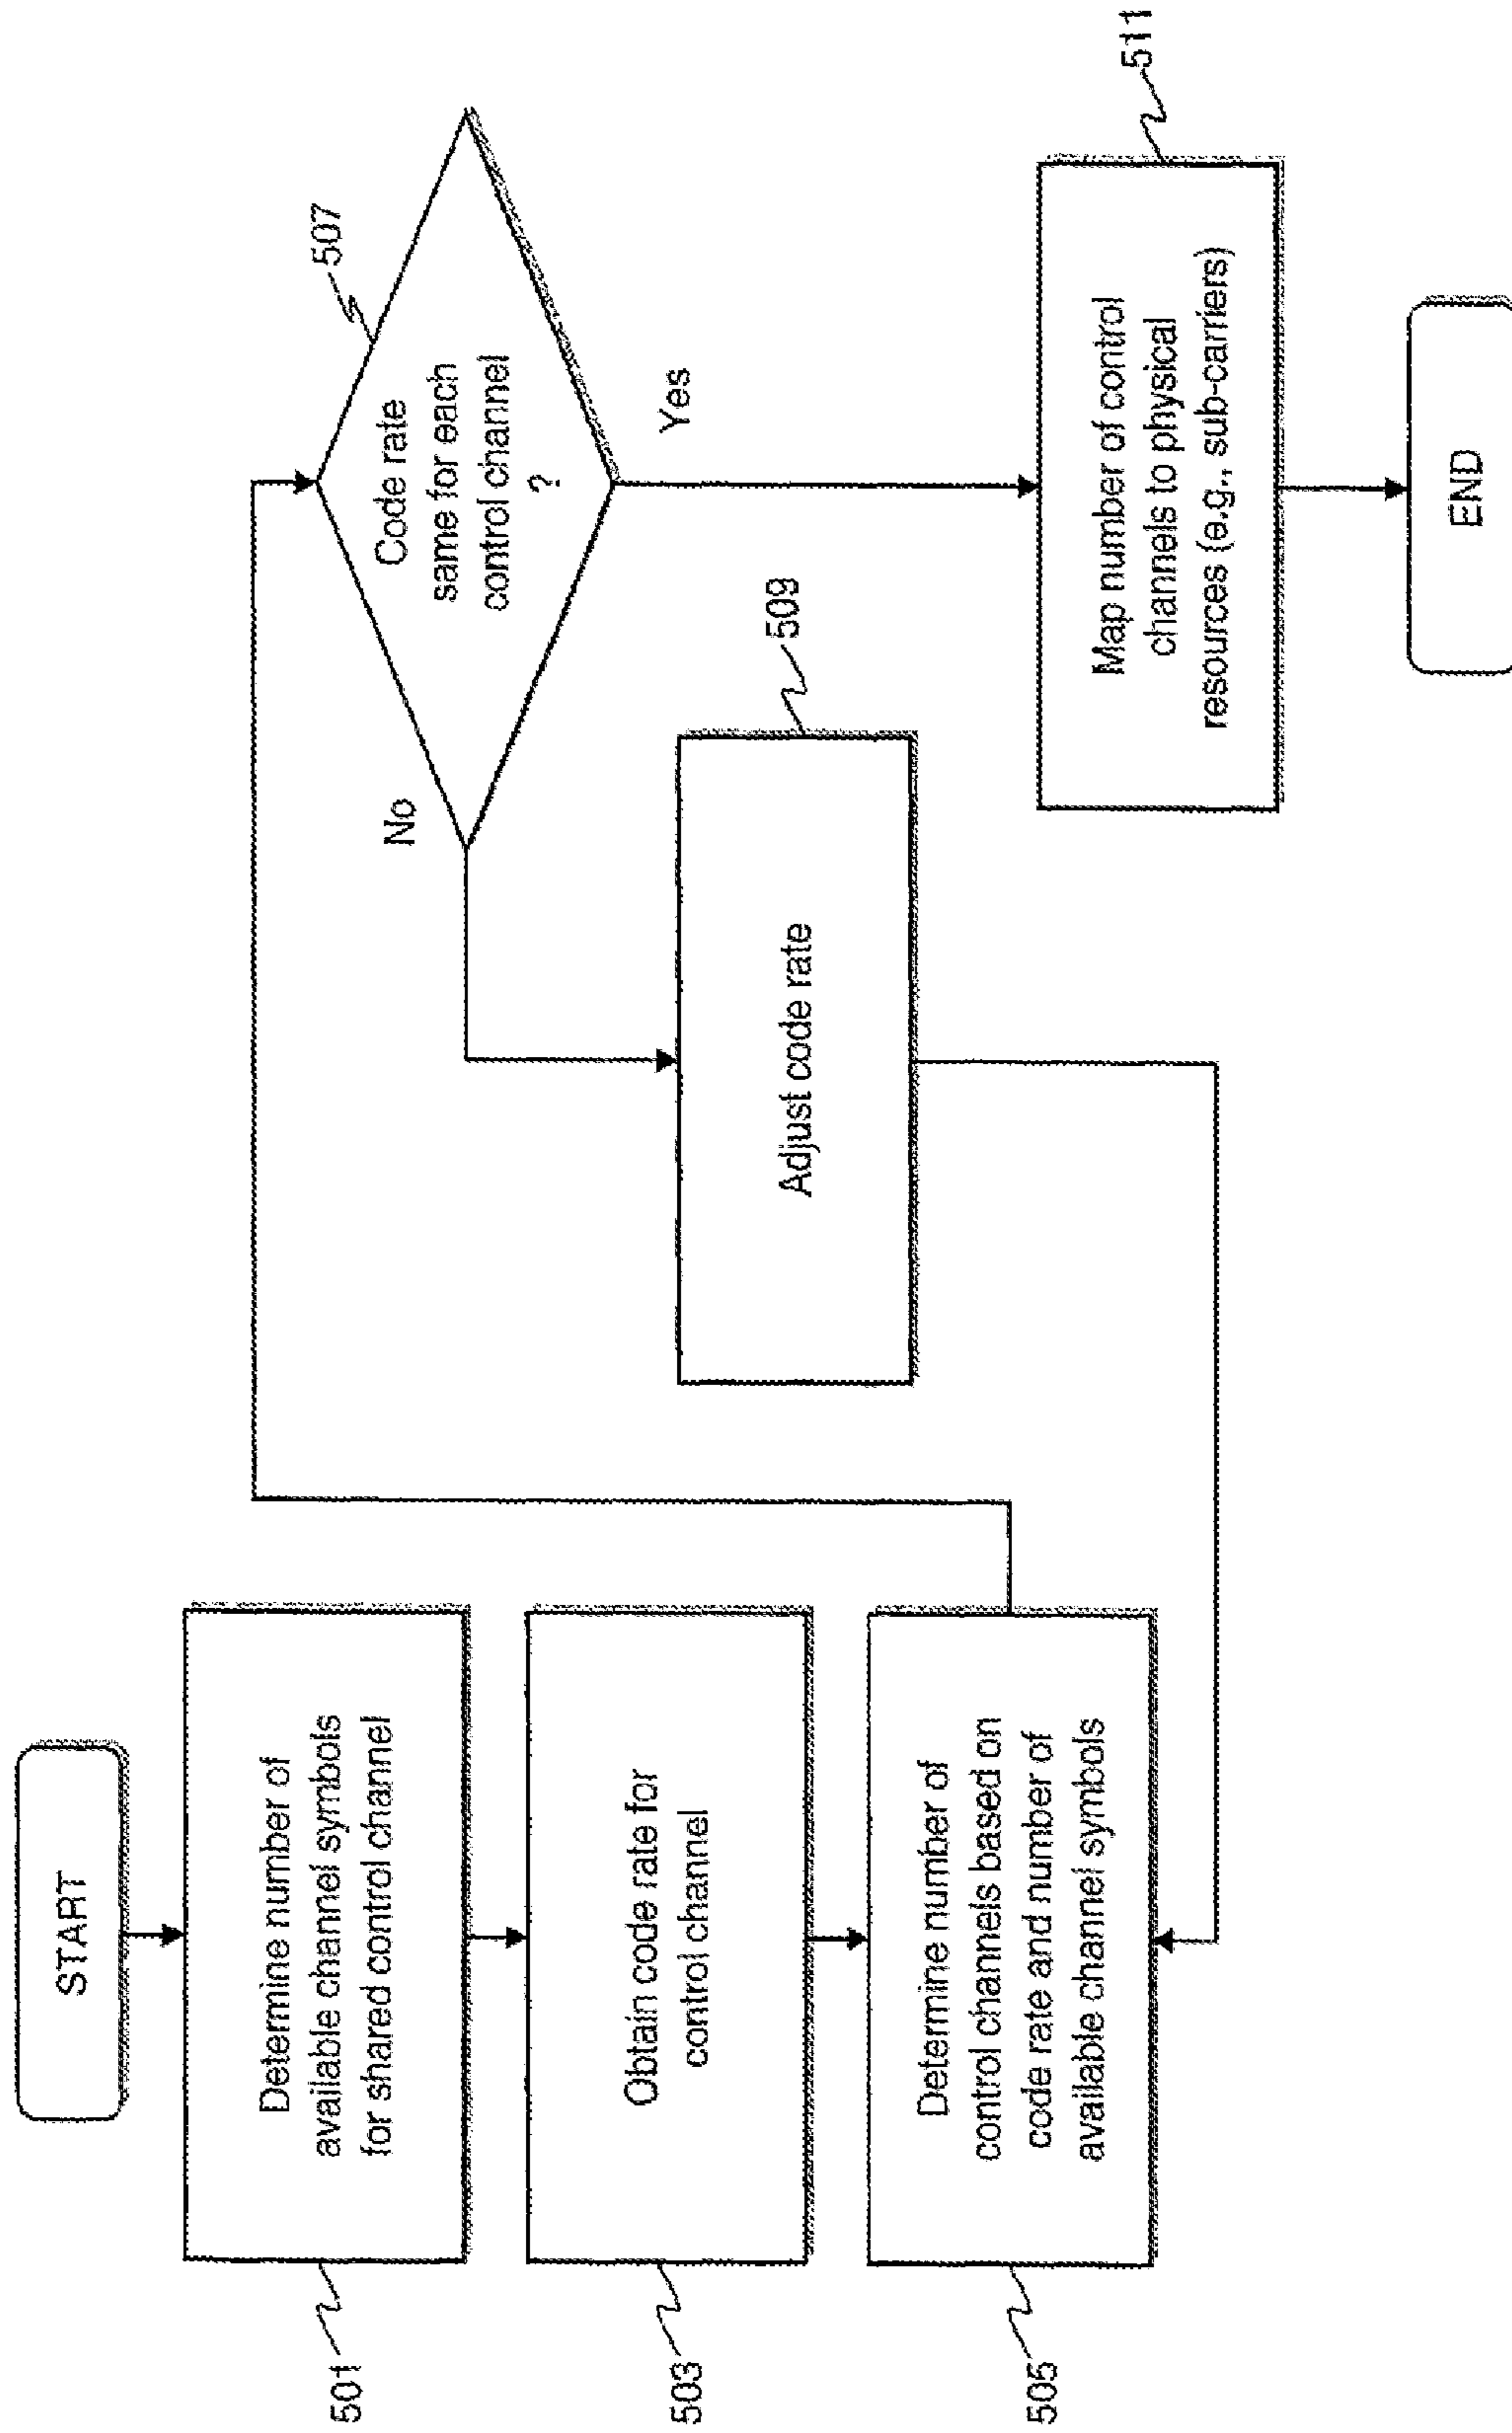 START
Determine number of
available channel symbols
for shared control channel
501
Obtain code rate for
control channel
503
Determine number of
control channels based on
code rate and number of
available channel symbols
505
Code rate
same for each
control channel
?
507
No
Yes
Adjust code rate
509
Map number of control
channels to physical
resources (e.g., sub-carriers)
511
END